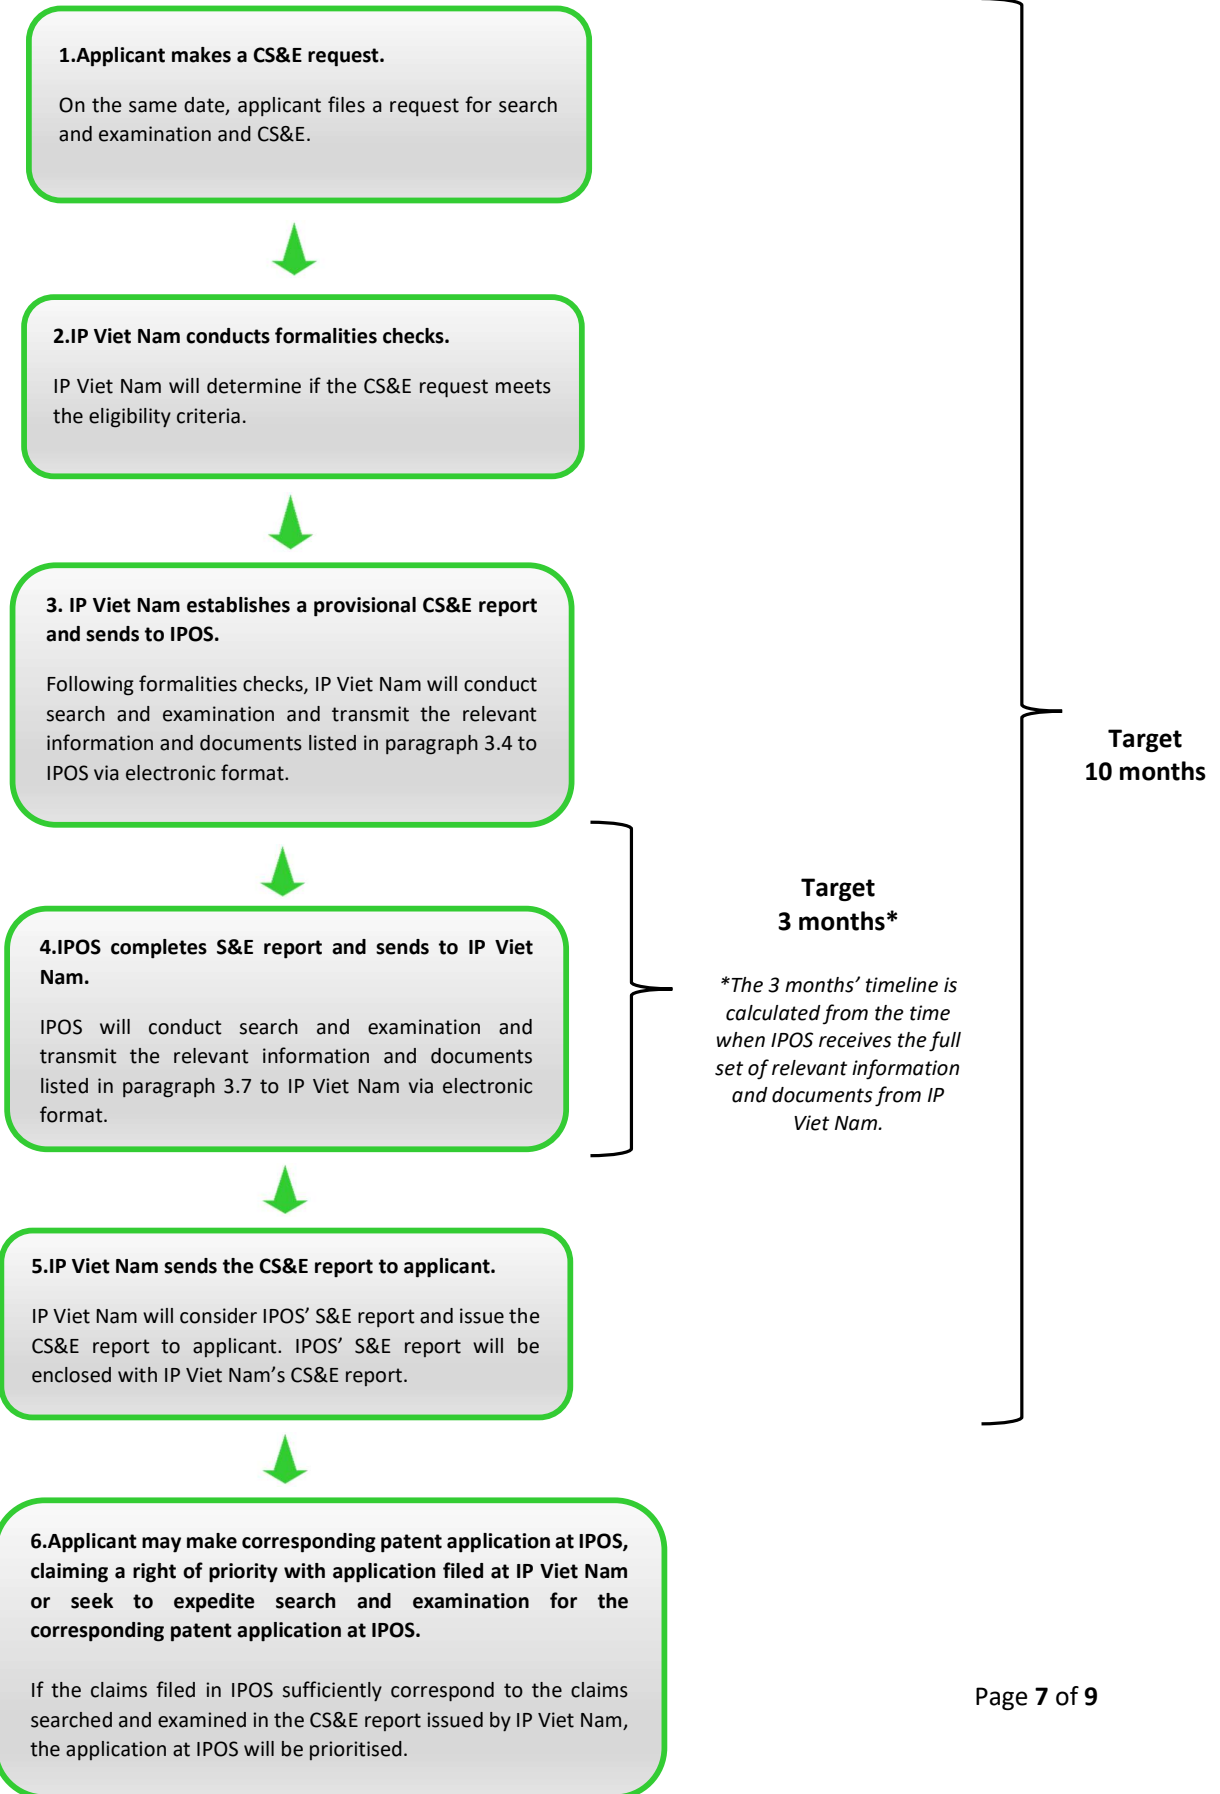 1.Applicant makes a CS&E request.
On the same date, applicant files a request for search
and examination and CS&E.
2.IP Viet Nam conducts formalities checks.
IP Viet Nam will determine if the CS&E request meets
the eligibility criteria.
3. IP Viet Nam establishes a provisional CS&E report
and sends to IPOS.
Following formalities checks, IP Viet Nam will conduct
search and examination and transmit the relevant
information and documents listed in paragraph 3.4 to
IPOS via electronic format.
Target
10 months
4.IPOS completes S&E report and sends to IP Viet
Nam.
IPOS will conduct search and examination and
transmit the relevant information and documents
listed in paragraph 3.7 to IP Viet Nam via electronic
format.
Target
3 months*
*The 3 months’ timeline is
calculated from the time
when IPOS receives the full
set of relevant information
and documents from IP
Viet Nam.
5.IP Viet Nam sends the CS&E report to applicant.
IP Viet Nam will consider IPOS’ S&E report and issue the
CS&E report to applicant. IPOS’ S&E report will be
enclosed with IP Viet Nam’s CS&E report.
6.Applicant may make corresponding patent application at IPOS,
claiming a right of priority with application filed at IP Viet Nam
or seek to expedite search and examination for the
corresponding patent application at IPOS.
If the claims filed in IPOS sufficiently correspond to the claims
searched and examined in the CS&E report issued by IP Viet Nam,
the application at IPOS will be prioritised.
Page 7 of 9